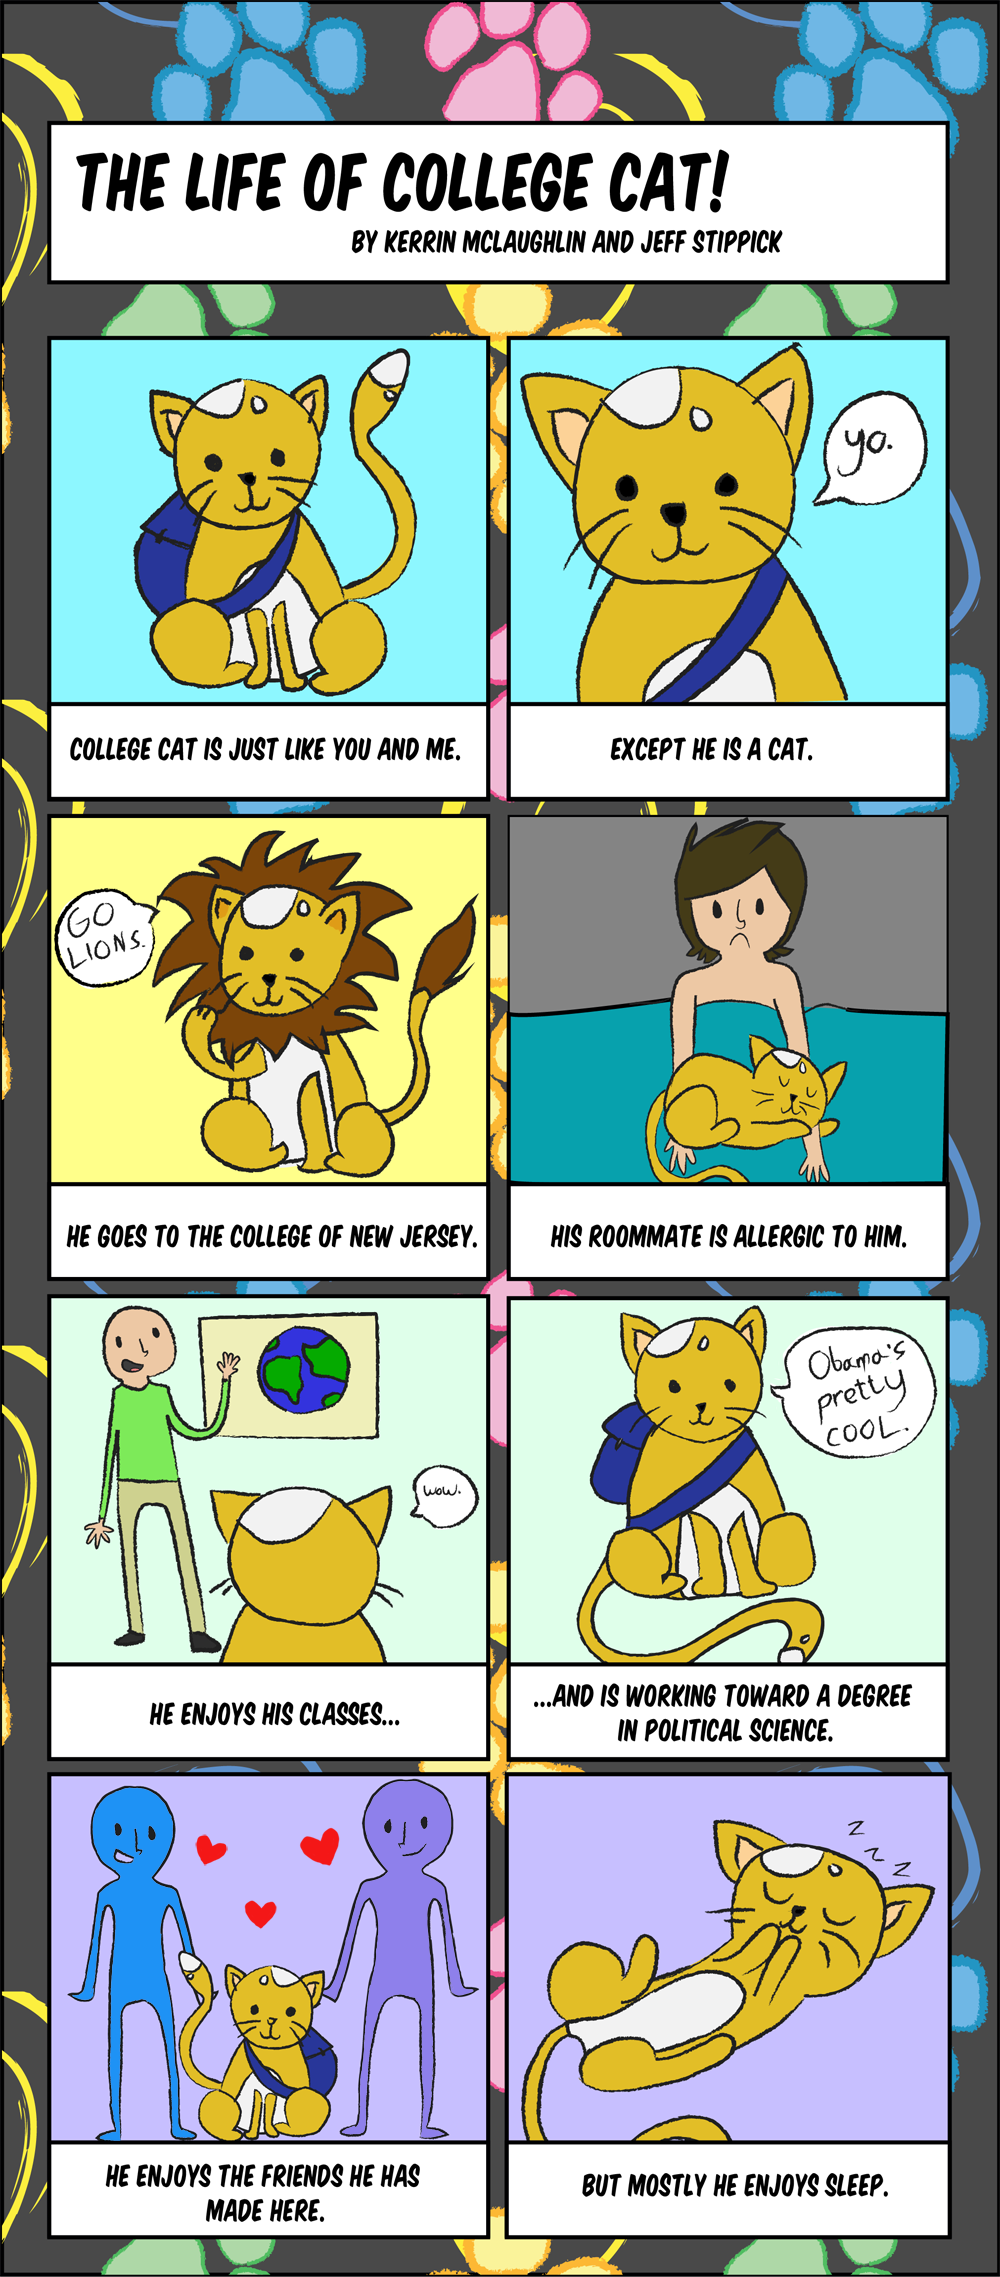 THE LIFE OF COLLEGE CAT!
BY KERRIN MCLAUGHLIN AND JEFF STIPPICK
COLLEGE CAT IS JUST LIKE YOU AND ME.
yo.
EXCEPT HE IS A CAT.
GO
LIONS.
HE GOES TO THE COLLEGE OF NEW JERSEY.
HIS ROOMMATE IS ALLERGIC TO HIM.
wow.
HE ENJOYS HIS CLASSES...
Obama's
pretty
COOL.
...AND IS WORKING TOWARD A DEGREE
IN POLITICAL SCIENCE.
HE ENJOYS THE FRIENDS HE HAS
MADE HERE.
Z
Z
Z
BUT MOSTLY HE ENJOYS SLEEP.